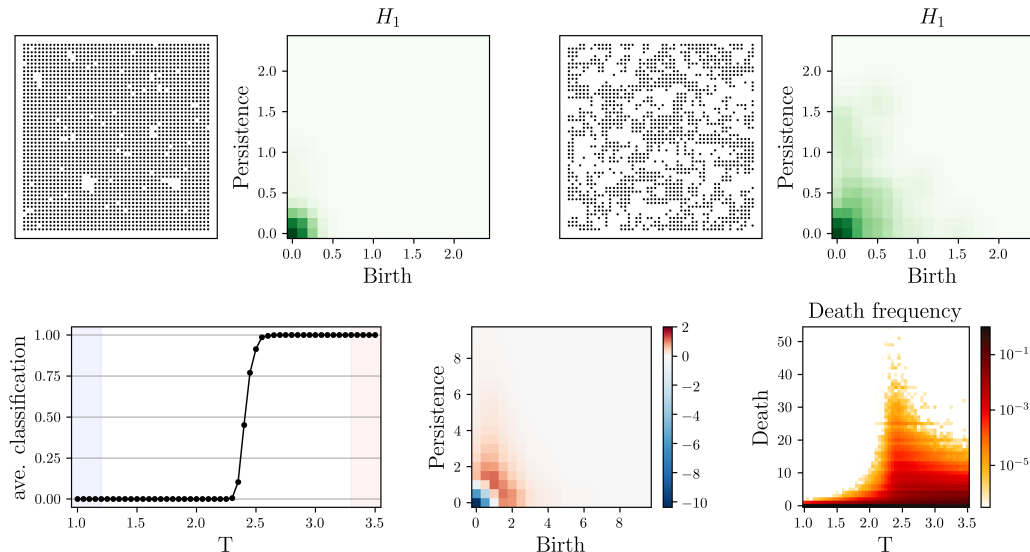 H₁
H₁
Persistence
2.0
1.5
1.0
0.5
0.0
0.0 0.5 1.0 1.5 2.0
Birth
Persistence
2.0
1.5
1.0
0.5
0.0
0.0 0.5 1.0 1.5 2.0
Birth
ave. classification
1.00
0.75
0.50
0.25
0.00
1.0 1.5 2.0 2.5 3.0 3.5
T
Persistence
8
6
4
2
0
0 2 4 6 8
Birth
2
0
−2
−4
−6
−8
−10
Death frequency
Death
50
40
30
20
10
0
1.0 1.5 2.0 2.5 3.0 3.5
T
10⁻¹
10⁻³
10⁻⁵